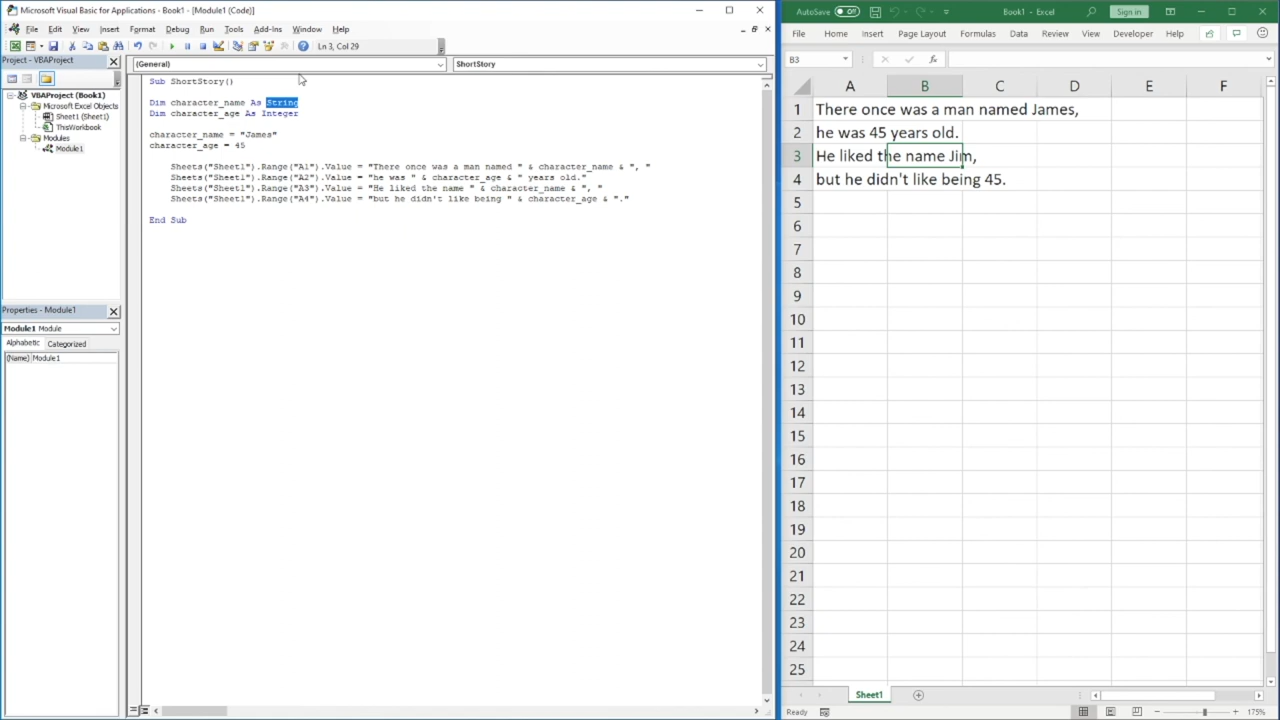 Microsoft Visual Basic for Applications - Book1 - [Module1 (Code)]
File Edit View Insert Format Debug Run Tools Add-Ins Window Help
Ln 3, Col 29
Project - VBAProject
VBAProject (Book1)
Microsoft Excel Objects
Sheet1 (Sheet1)
ThisWorkbook
Modules
Module1
Properties - Module1
Module1 Module
Alphabetic Categorized
(Name) Module1
(General) ShortStory
Sub ShortStory()
Dim character_name As String
Dim character_age As Integer
character_name = "James"
character_age = 45
Sheets("Sheet1").Range("A1").Value = "There once was a man named " & character_name & ", "
Sheets("Sheet1").Range("A2").Value = "he was " & character_age & " years old."
Sheets("Sheet1").Range("A3").Value = "He liked the name " & character_name & ", "
Sheets("Sheet1").Range("A4").Value = "but he didn't like being " & character_age & "."
End Sub
AutoSave Off Book1 - Excel Sign in
File Home Insert Page Layout Formulas Data Review View Developer Help
B3 fx
A B C D E F
1 There once was a man named James,
2 he was 45 years old.
3 He liked the name Jim,
4 but he didn't like being 45.
5
6
7
8
9
10
11
12
13
14
15
16
17
18
19
20
21
22
23
24
25
Sheet1
Ready 175%